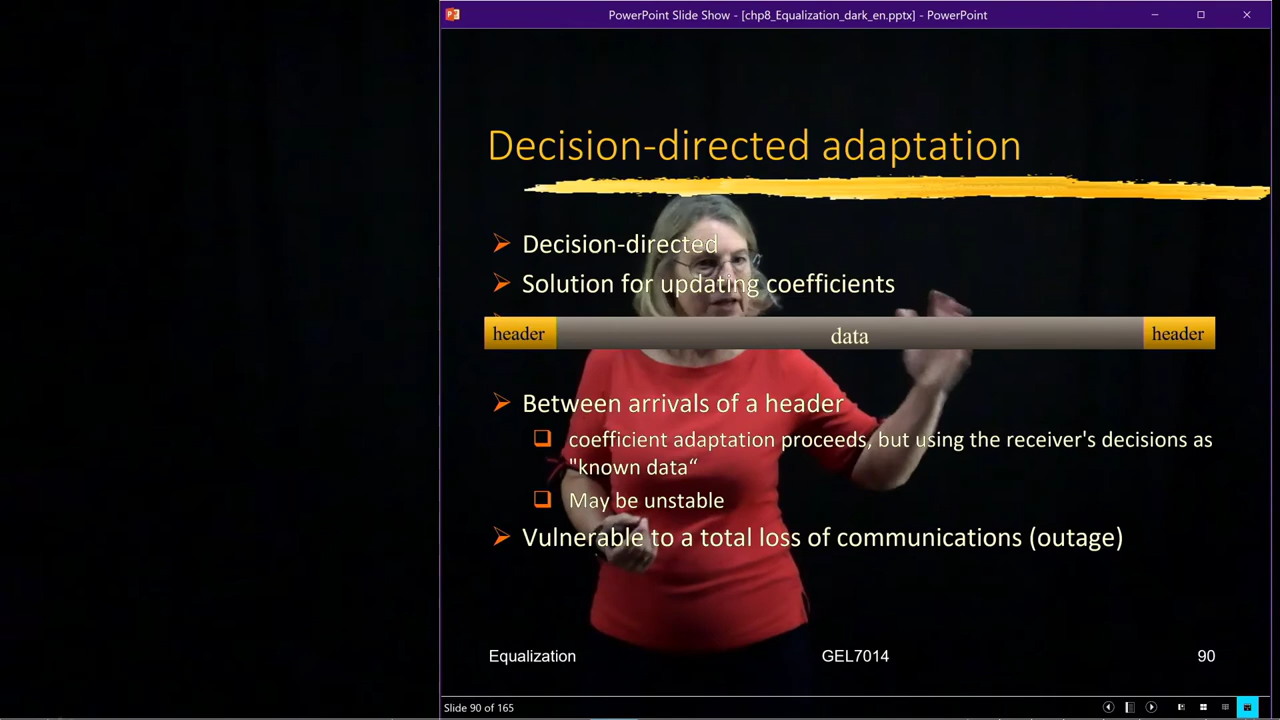 PowerPoint Slide Show - [chp8_Equalization_dark_en.pptx] - PowerPoint
Decision-directed adaptation
Decision-directed
Solution for updating coefficients
header data header
Between arrivals of a header
coefficient adaptation proceeds, but using the receiver's decisions as
"known data“
May be unstable
Vulnerable to a total loss of communications (outage)
Equalization GEL7014 90
Slide 90 of 165